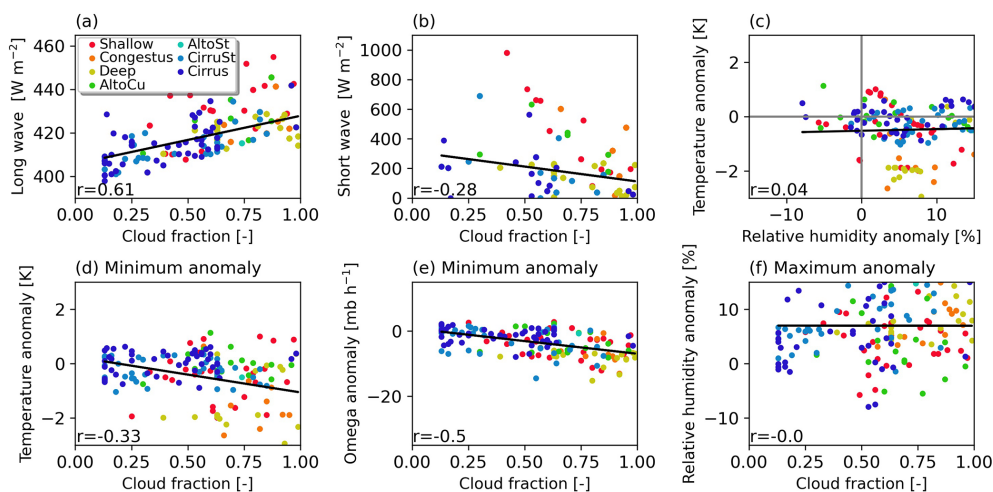 (a)
460
440
420
400
Long wave [W m⁻²]
Shallow
Congestus
Deep
AltoCu
AltoSt
CirruSt
Cirrus
r=0.61
0.00 0.25 0.50 0.75 1.00
Cloud fraction [-]
(b)
1000
800
600
400
200
0
Short wave [W m⁻²]
r=-0.28
0.00 0.25 0.50 0.75 1.00
Cloud fraction [-]
(c)
2
0
−2
Temperature anomaly [K]
r=0.04
−10 0 10
Relative humidity anomaly [%]
(d) Minimum anomaly
2
0
−2
Temperature anomaly [K]
r=-0.33
0.00 0.25 0.50 0.75 1.00
Cloud fraction [-]
(e) Minimum anomaly
0
−20
Omega anomaly [mb h⁻¹]
r=-0.5
0.00 0.25 0.50 0.75 1.00
Cloud fraction [-]
(f) Maximum anomaly
10
0
−10
Relative humidity anomaly [%]
r=-0.0
0.00 0.25 0.50 0.75 1.00
Cloud fraction [-]